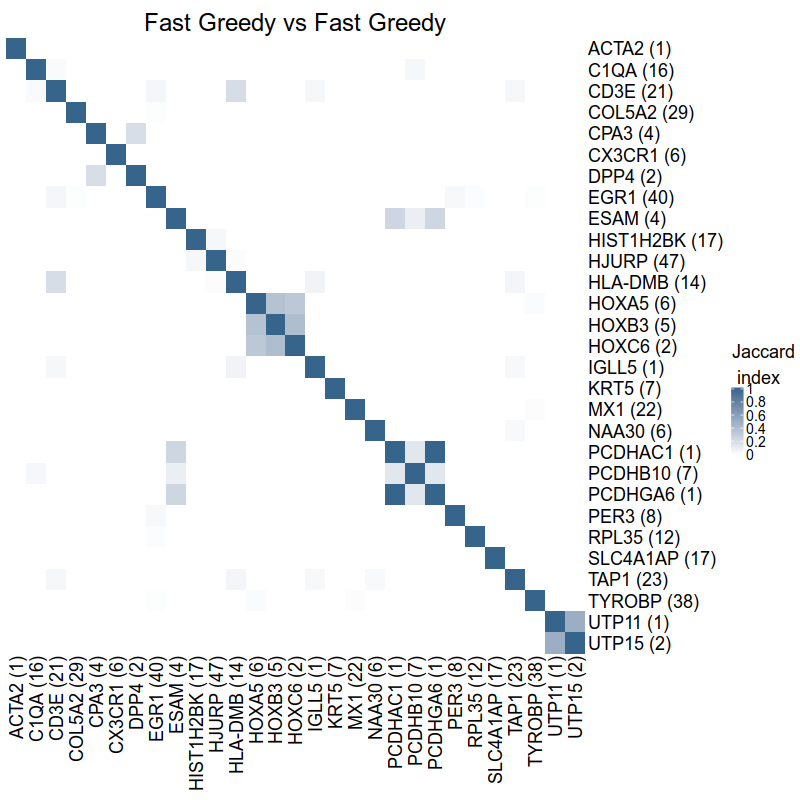 Fast Greedy vs Fast Greedy
ACTA2 (1)
C1QA (16)
CD3E (21)
COL5A2 (29)
CPA3 (4)
CX3CR1 (6)
DPP4 (2)
EGR1 (40)
ESAM (4)
HIST1H2BK (17)
HJURP (47)
HLA-DMB (14)
HOXA5 (6)
HOXB3 (5)
HOXC6 (2)
IGLL5 (1)
KRT5 (7)
MX1 (22)
NAA30 (6)
PCDHAC1 (1)
PCDHB10 (7)
PCDHGA6 (1)
PER3 (8)
RPL35 (12)
SLC4A1AP (17)
TAP1 (23)
TYROBP (38)
UTP11 (1)
UTP15 (2)
Jaccard
index
1
0.8
0.6
0.4
0.2
0
ACTA2 (1)
C1QA (16)
CD3E (21)
COL5A2 (29)
CPA3 (4)
CX3CR1 (6)
DPP4 (2)
EGR1 (40)
ESAM (4)
HIST1H2BK (17)
HJURP (47)
HLA-DMB (14)
HOXA5 (6)
HOXB3 (5)
HOXC6 (2)
IGLL5 (1)
KRT5 (7)
MX1 (22)
NAA30 (6)
PCDHAC1 (1)
PCDHB10 (7)
PCDHGA6 (1)
PER3 (8)
RPL35 (12)
SLC4A1AP (17)
TAP1 (23)
TYROBP (38)
UTP11 (1)
UTP15 (2)